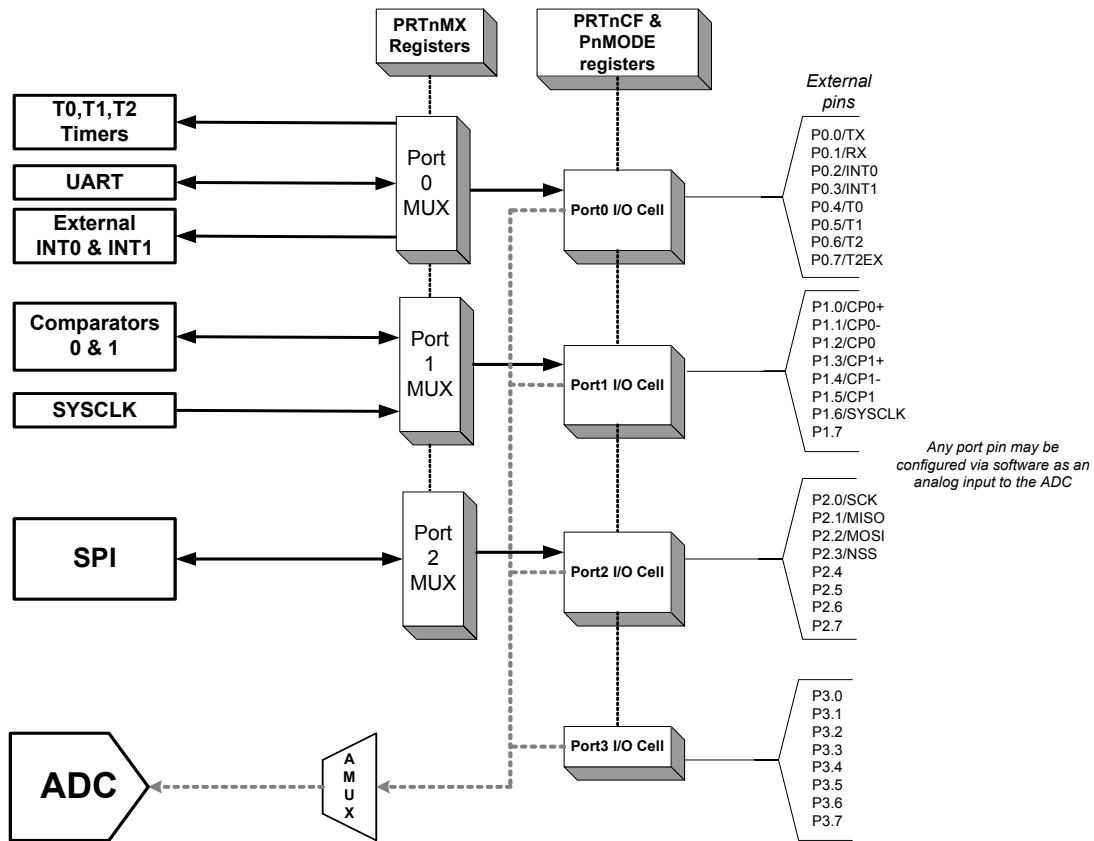 PRTnMX
Registers
PRTnCF &
PnMODE
registers
External
pins
T0,T1,T2
Timers
UART
External
INT0 & INT1
Port
0
MUX
Port0 I/O Cell
P0.0/TX
P0.1/RX
P0.2/INT0
P0.3/INT1
P0.4/T0
P0.5/T1
P0.6/T2
P0.7/T2EX
Comparators
0 & 1
SYSCLK
Port
1
MUX
Port1 I/O Cell
P1.0/CP0+
P1.1/CP0-
P1.2/CP0
P1.3/CP1+
P1.4/CP1-
P1.5/CP1
P1.6/SYSCLK
P1.7
Any port pin may be
configured via software as an
analog input to the ADC
SPI
Port
2
MUX
Port2 I/O Cell
P2.0/SCK
P2.1/MISO
P2.2/MOSI
P2.3/NSS
P2.4
P2.5
P2.6
P2.7
ADC
A
M
U
X
Port3 I/O Cell
P3.0
P3.1
P3.2
P3.3
P3.4
P3.5
P3.6
P3.7